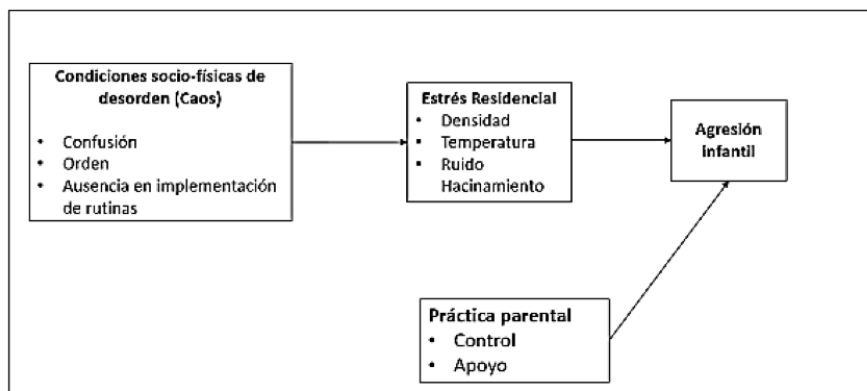 Condiciones socio-físicas de
desorden (Caos)
• Confusión
• Orden
• Ausencia en implementación
de rutinas
Estrés Residencial
• Densidad
• Temperatura
• Ruido
Hacinamiento
Agresión
infantil
Práctica parental
• Control
• Apoyo